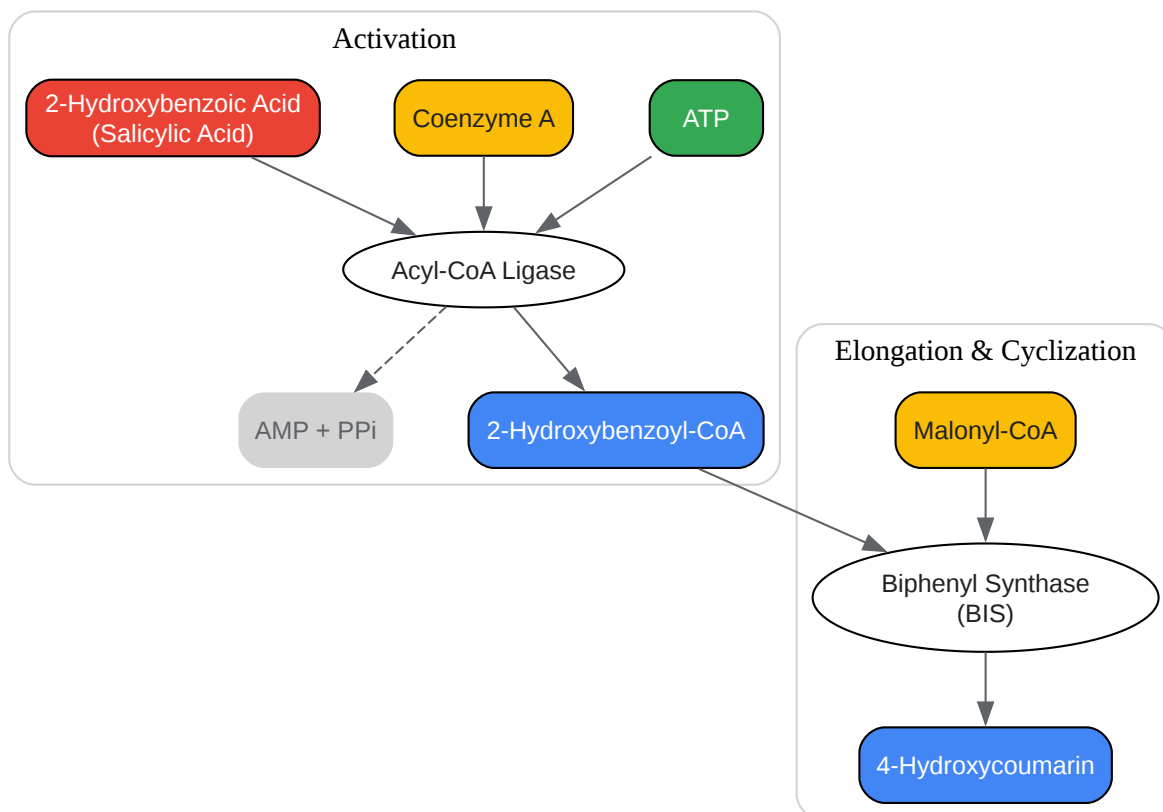 Activation
2-Hydroxybenzoic Acid
(Salicylic Acid)
Coenzyme A
ATP
Acyl-CoA Ligase
AMP + PPi
2-Hydroxybenzoyl-CoA
Elongation & Cyclization
Malonyl-CoA
Biphenyl Synthase
(BIS)
4-Hydroxycoumarin